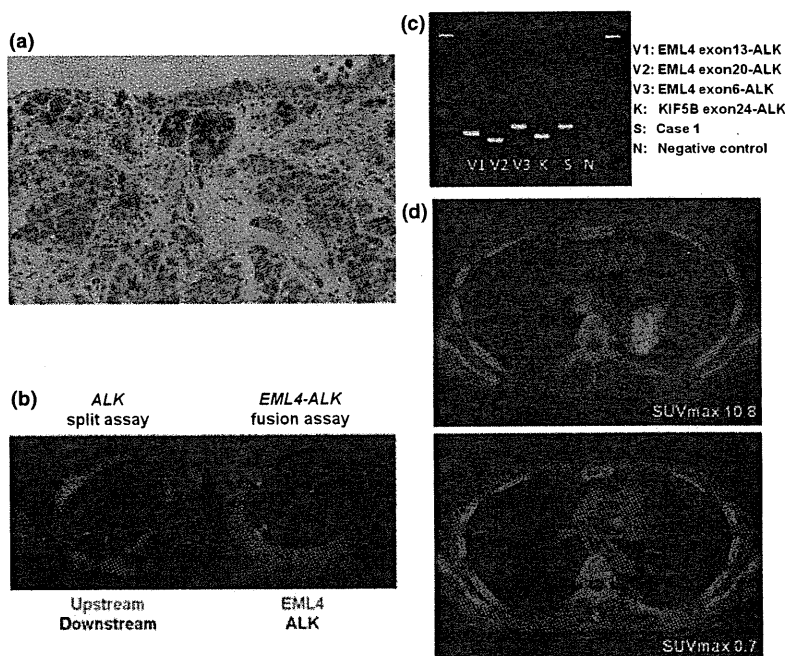 (a)
(c)
V1: EML4 exon13-ALK
V2: EML4 exon20-ALK
V3: EML4 exon6-ALK
K: KIF5B exon24-ALK
S: Case 1
N: Negative control
V1 V2 V3 K S N
(d)
SUVmax 10.8
(b)
ALK
split assay
EML4-ALK
fusion assay
Upstream
Downstream
EML4
ALK
SUVmax 0.7